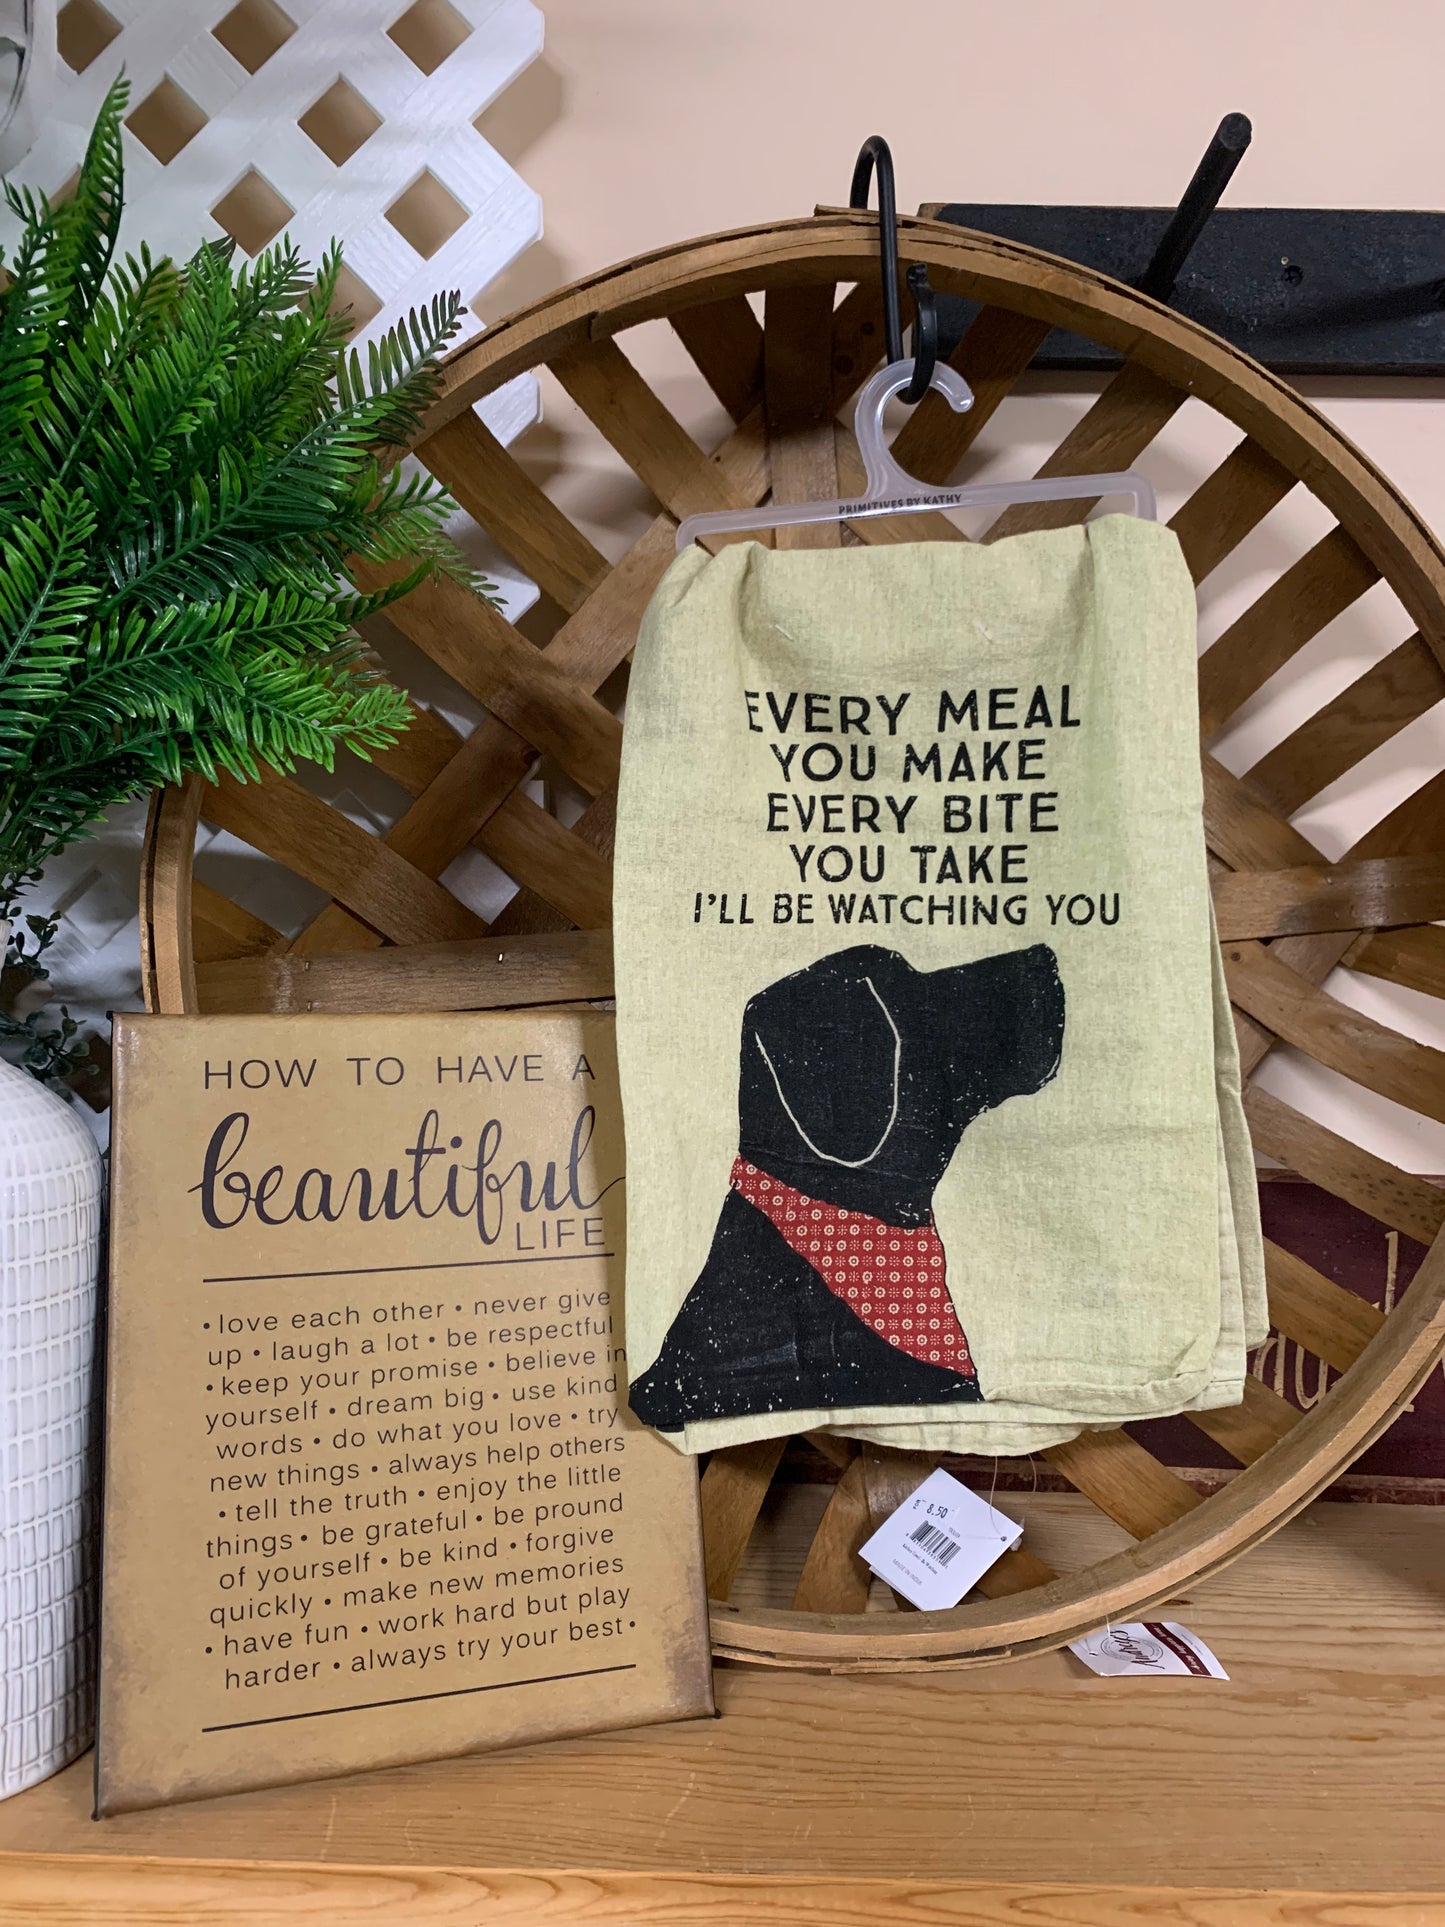 PRIMITIVES BY KATHY
EVERY MEAL
YOU MAKE
EVERY BITE
YOU TAKE
I'LL BE WATCHING YOU
HOW TO HAVE A
beautiful
LIFE
• love each other • never give
up • laugh a lot • be respectful
• keep your promise • believe in
yourself • dream big • use kind
words • do what you love • try
new things • always help others
• tell the truth • enjoy the little
things • be grateful • be pround
of yourself • be kind • forgive
quickly • make new memories
• have fun • work hard but play
harder • always try your best •
8.50
MADE IN INDIA